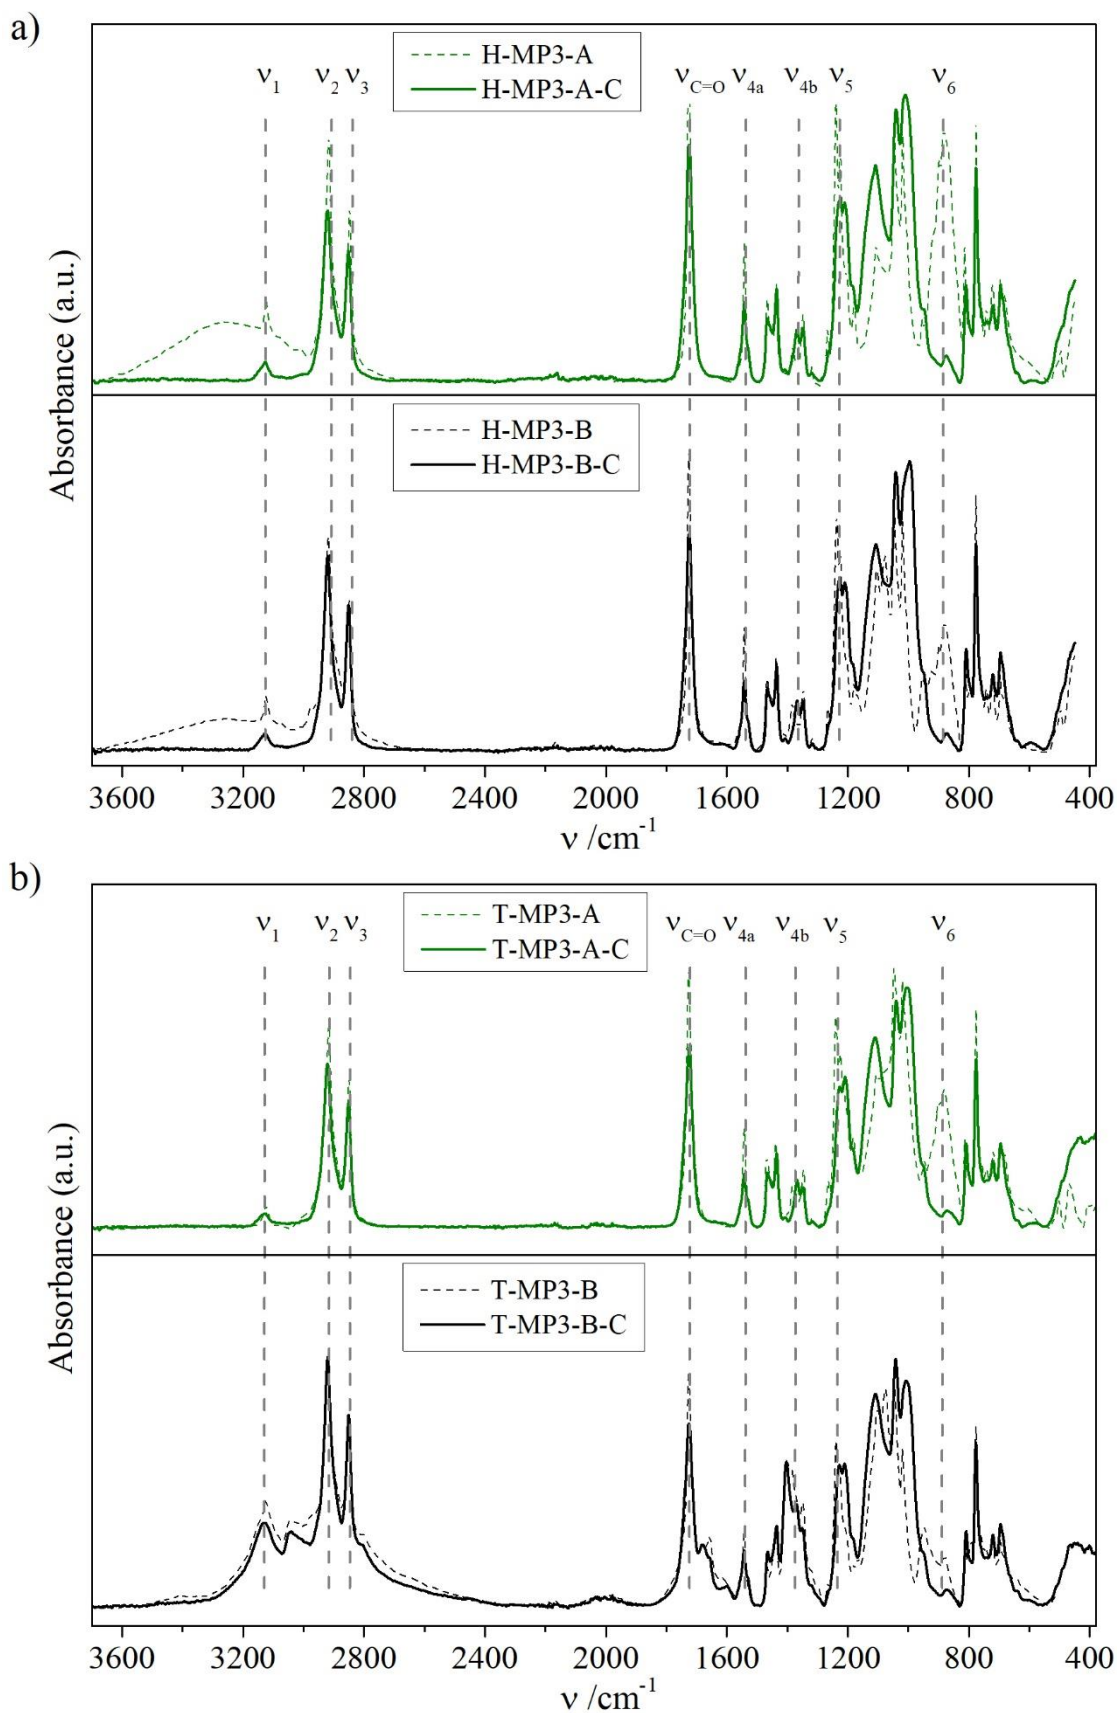 a)
H-MP3-A
H-MP3-A-C
ν1 ν2 ν3 νC=O ν4a ν4b ν5 ν6
H-MP3-B
H-MP3-B-C
Absorbance (a.u.)
3600 3200 2800 2400 2000 1600 1200 800 400
ν /cm-1
b)
T-MP3-A
T-MP3-A-C
ν1 ν2 ν3 νC=O ν4a ν4b ν5 ν6
T-MP3-B
T-MP3-B-C
Absorbance (a.u.)
3600 3200 2800 2400 2000 1600 1200 800 400
ν /cm-1